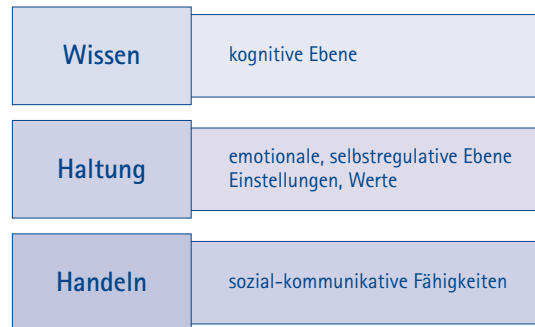 Wissen
kognitive Ebene
Haltung
emotionale, selbstregulative Ebene
Einstellungen, Werte
Handeln
sozial-kommunikative Fähigkeiten